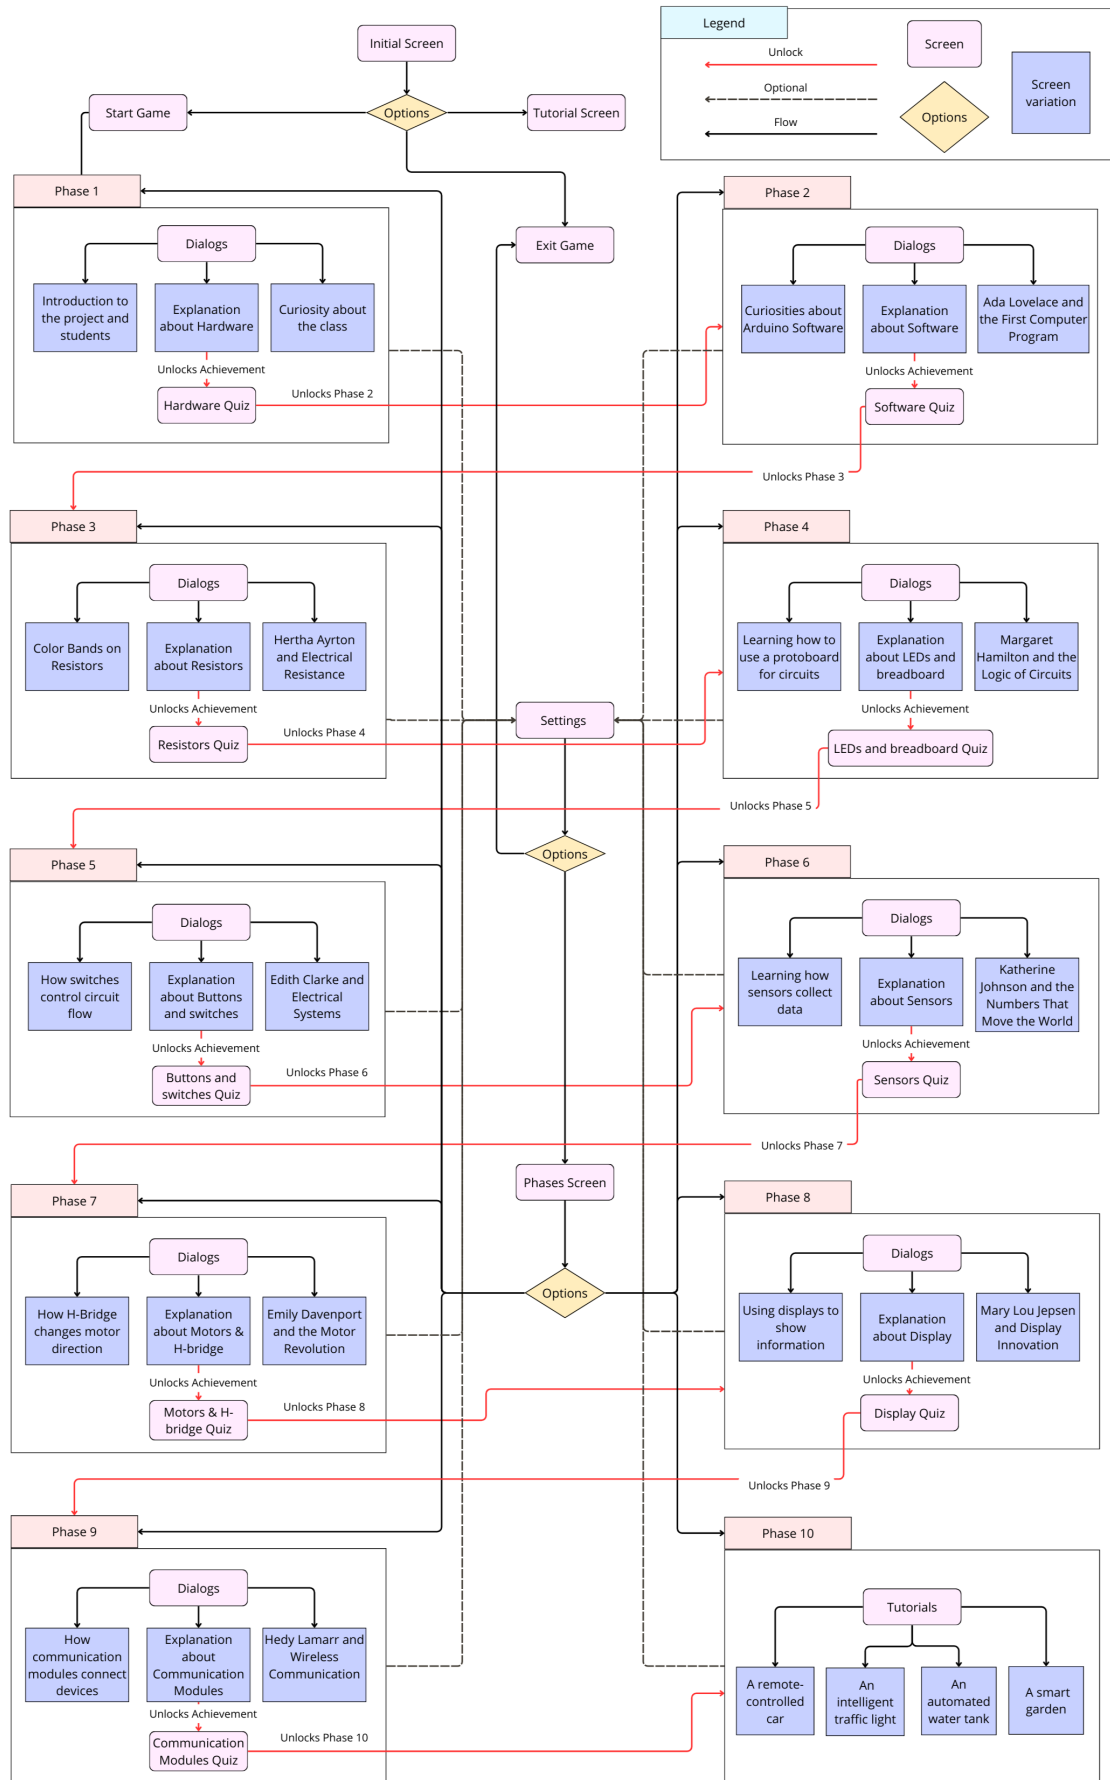 Legend
Unlock
Optional
Flow
Screen
Options
Screen
variation
Initial Screen
Start Game
Options
Tutorial Screen
Exit Game
Phase 1
Dialogs
Introduction to
the project and
students
Explanation
about Hardware
Curiosity about
the class
Unlocks Achievement
Hardware Quiz
Unlocks Phase 2
Phase 2
Dialogs
Curiosities about
Arduino Software
Explanation
about Software
Ada Lovelace and
the First Computer
Program
Unlocks Achievement
Software Quiz
Unlocks Phase 3
Phase 3
Dialogs
Color Bands on
Resistors
Explanation
about Resistors
Hertha Ayrton
and Electrical
Resistance
Unlocks Achievement
Resistors Quiz
Unlocks Phase 4
Phase 4
Dialogs
Learning how to
use a protoboard
for circuits
Explanation
about LEDs and
breadboard
Margaret
Hamilton and the
Logic of Circuits
Unlocks Achievement
LEDs and breadboard Quiz
Unlocks Phase 5
Settings
Options
Phase 5
Dialogs
How switches
control circuit
flow
Explanation
about Buttons
and switches
Edith Clarke and
Electrical
Systems
Unlocks Achievement
Buttons and
switches Quiz
Unlocks Phase 6
Phase 6
Dialogs
Learning how
sensors collect
data
Explanation
about Sensors
Katherine
Johnson and the
Numbers That
Move the World
Unlocks Achievement
Sensors Quiz
Unlocks Phase 7
Phases Screen
Options
Phase 7
Dialogs
How H-Bridge
changes motor
direction
Explanation
about Motors &
H-bridge
Emily Davenport
and the Motor
Revolution
Unlocks Achievement
Motors & H-
bridge Quiz
Unlocks Phase 8
Phase 8
Dialogs
Using displays to
show
information
Explanation
about Display
Mary Lou Jepsen
and Display
Innovation
Unlocks Achievement
Display Quiz
Unlocks Phase 9
Phase 9
Dialogs
How
communication
modules connect
devices
Explanation
about
Communication
Modules
Hedy Lamarr and
Wireless
Communication
Unlocks Achievement
Communication
Modules Quiz
Unlocks Phase 10
Phase 10
Tutorials
A remote-
controlled
car
An
intelligent
traffic light
An
automated
water tank
A smart
garden